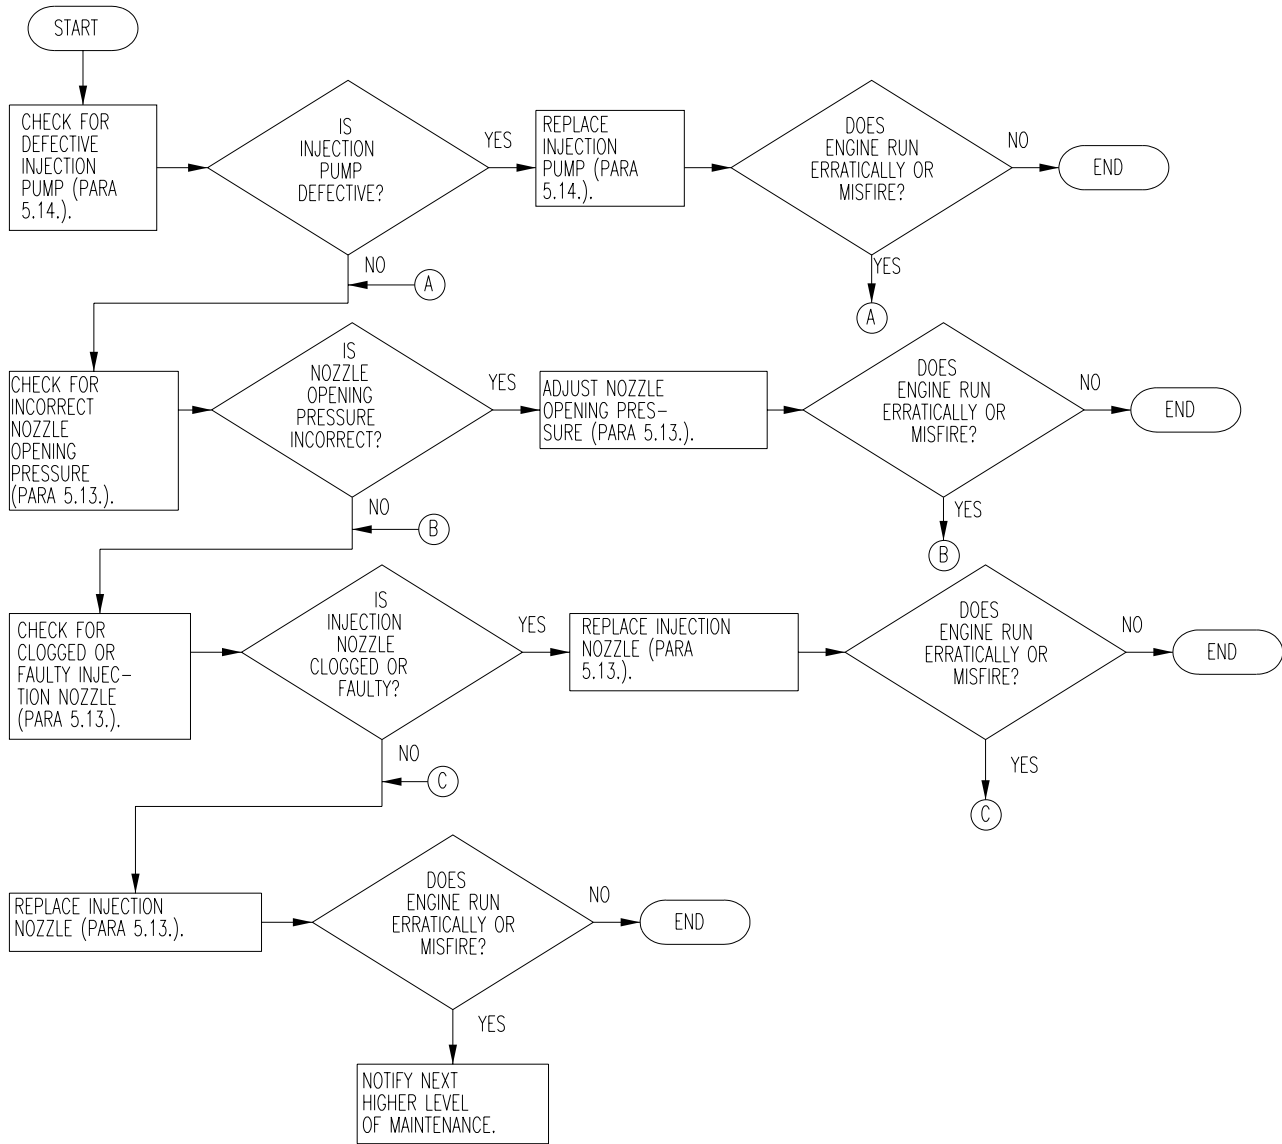 START
CHECK FOR
DEFECTIVE
INJECTION
PUMP (PARA
5.14.).
IS
INJECTION
PUMP
DEFECTIVE?
YES
REPLACE
INJECTION
PUMP (PARA
5.14.).
DOES
ENGINE RUN
ERRATICALLY OR
MISFIRE?
NO
END
NO
A
YES
A
CHECK FOR
INCORRECT
NOZZLE
OPENING
PRESSURE
(PARA 5.13.).
IS
NOZZLE
OPENING
PRESSURE
INCORRECT?
YES
ADJUST NOZZLE
OPENING PRES-
SURE (PARA 5.13.).
DOES
ENGINE RUN
ERRATICALLY OR
MISFIRE?
NO
END
NO
B
YES
B
CHECK FOR
CLOGGED OR
FAULTY INJEC-
TION NOZZLE
(PARA 5.13.).
IS
INJECTION
NOZZLE
CLOGGED OR
FAULTY?
YES
REPLACE INJECTION
NOZZLE (PARA
5.13.).
DOES
ENGINE RUN
ERRATICALLY OR
MISFIRE?
NO
END
NO
C
YES
C
REPLACE INJECTION
NOZZLE (PARA 5.13.).
DOES
ENGINE RUN
ERRATICALLY OR
MISFIRE?
NO
END
YES
NOTIFY NEXT
HIGHER LEVEL
OF MAINTENANCE.